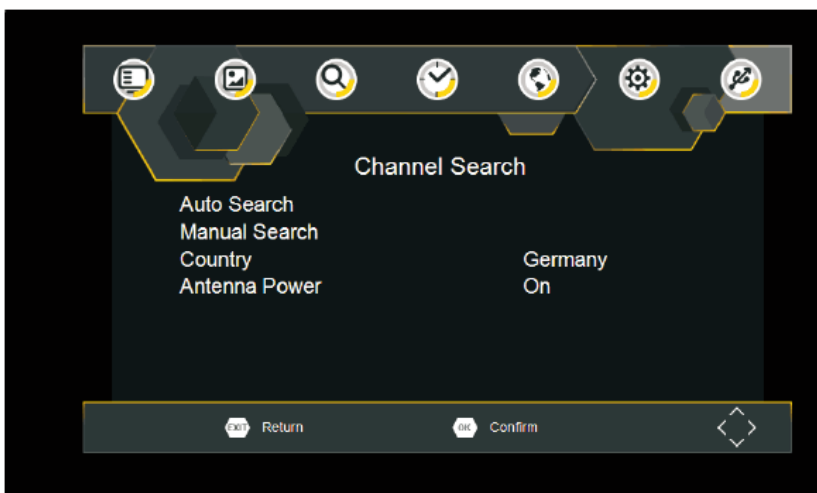 Channel Search
Auto Search
Manual Search
Country Germany
Antenna Power On
EXIT Return OK Confirm